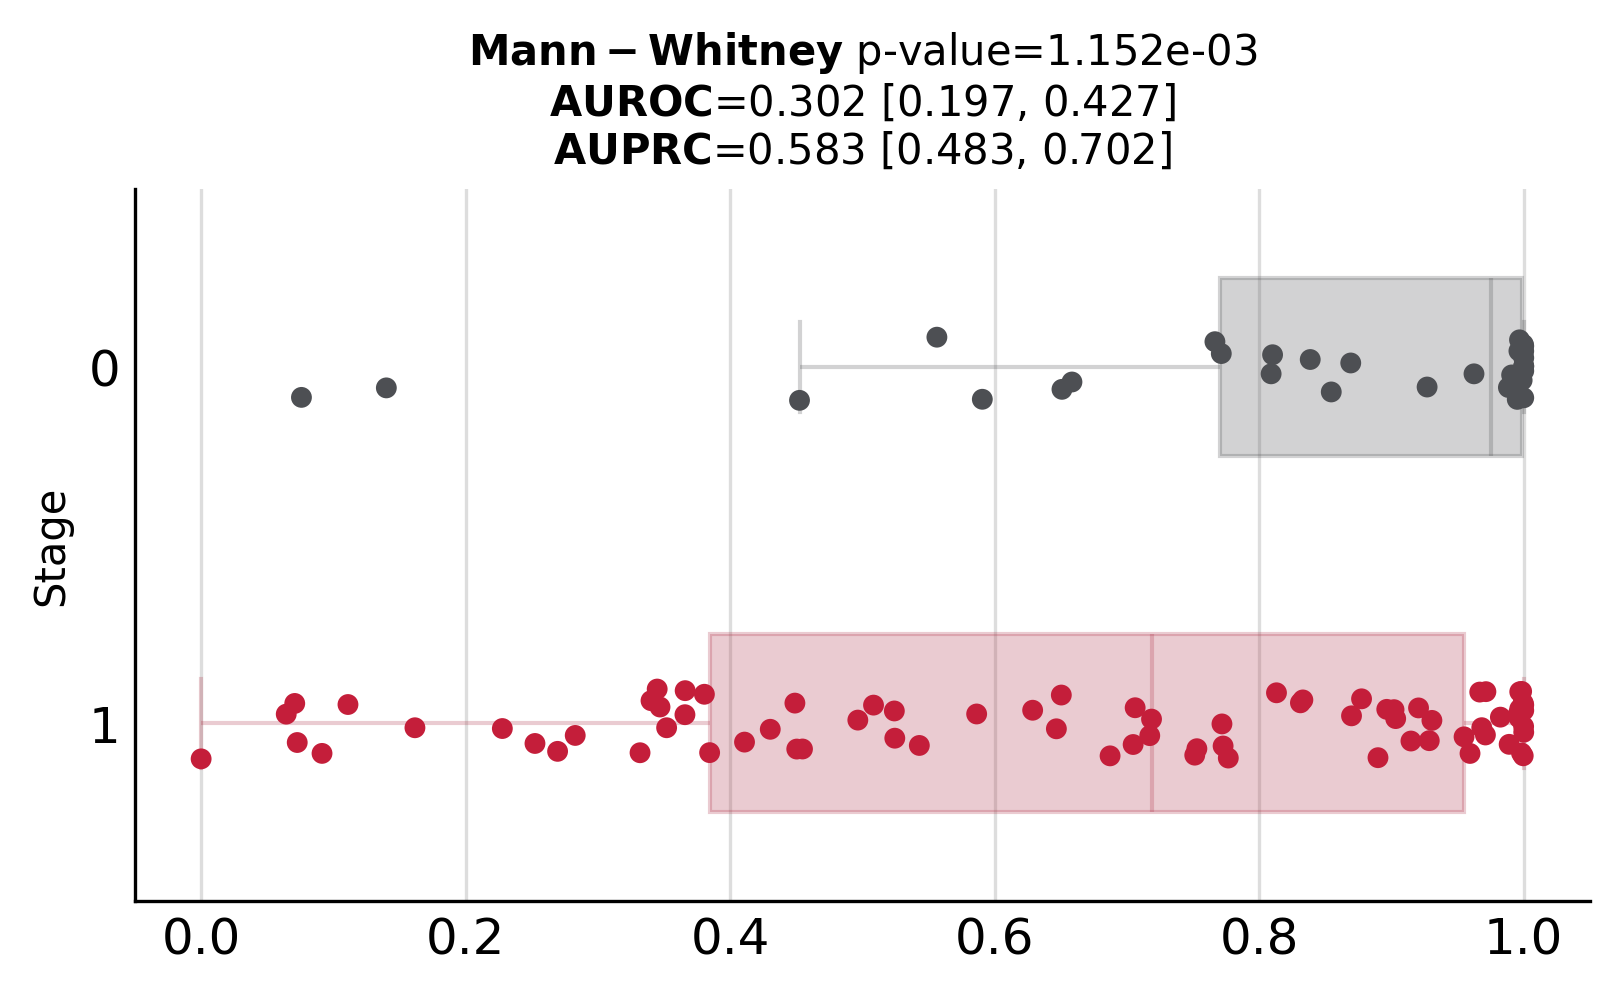 Mann − Whitney p-value=1.152e-03
AUROC=0.302 [0.197, 0.427]
AUPRC=0.583 [0.483, 0.702]
0
Stage
1
0.0 0.2 0.4 0.6 0.8 1.0